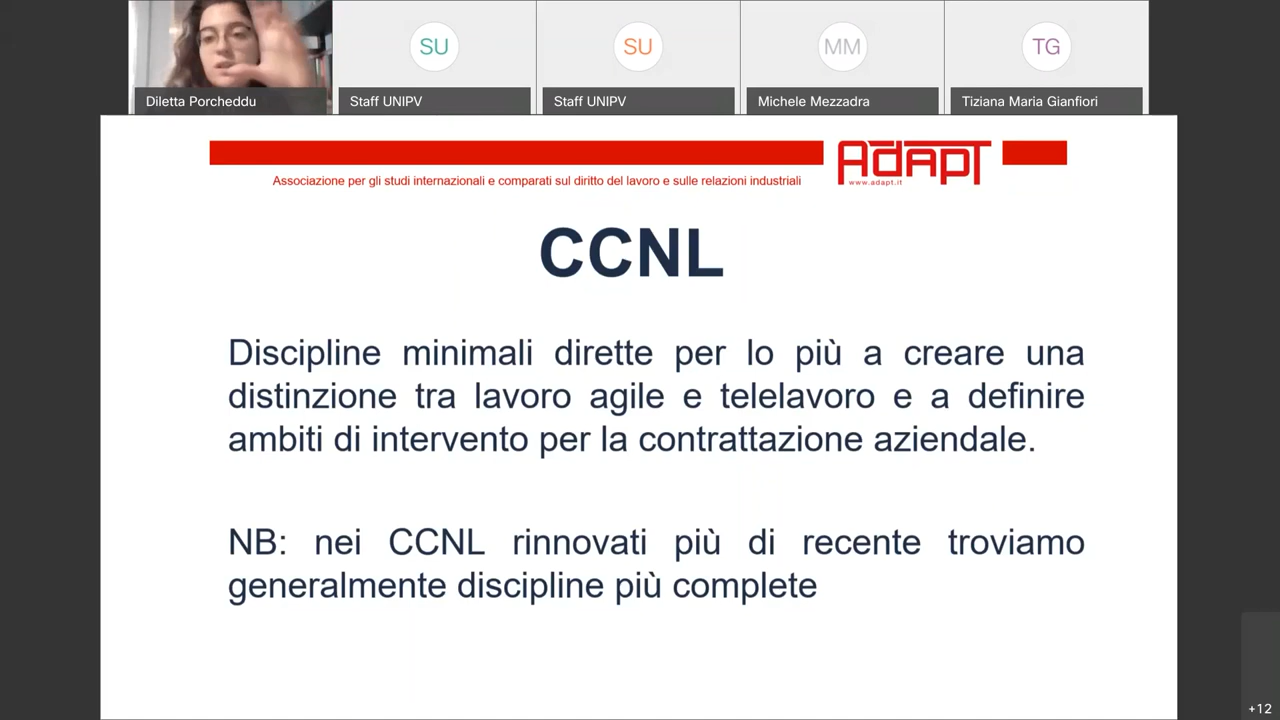 SU
SU
MM
TG
Diletta Porcheddu
Staff UNIPV
Staff UNIPV
Michele Mezzadra
Tiziana Maria Gianfiori
Adapt
www.adapt.it
Associazione per gli studi internazionali e comparati sul diritto del lavoro e sulle relazioni industriali
CCNL
Discipline minimali dirette per lo più a creare una
distinzione tra lavoro agile e telelavoro e a definire
ambiti di intervento per la contrattazione aziendale.
NB: nei CCNL rinnovati più di recente troviamo
generalmente discipline più complete
+12